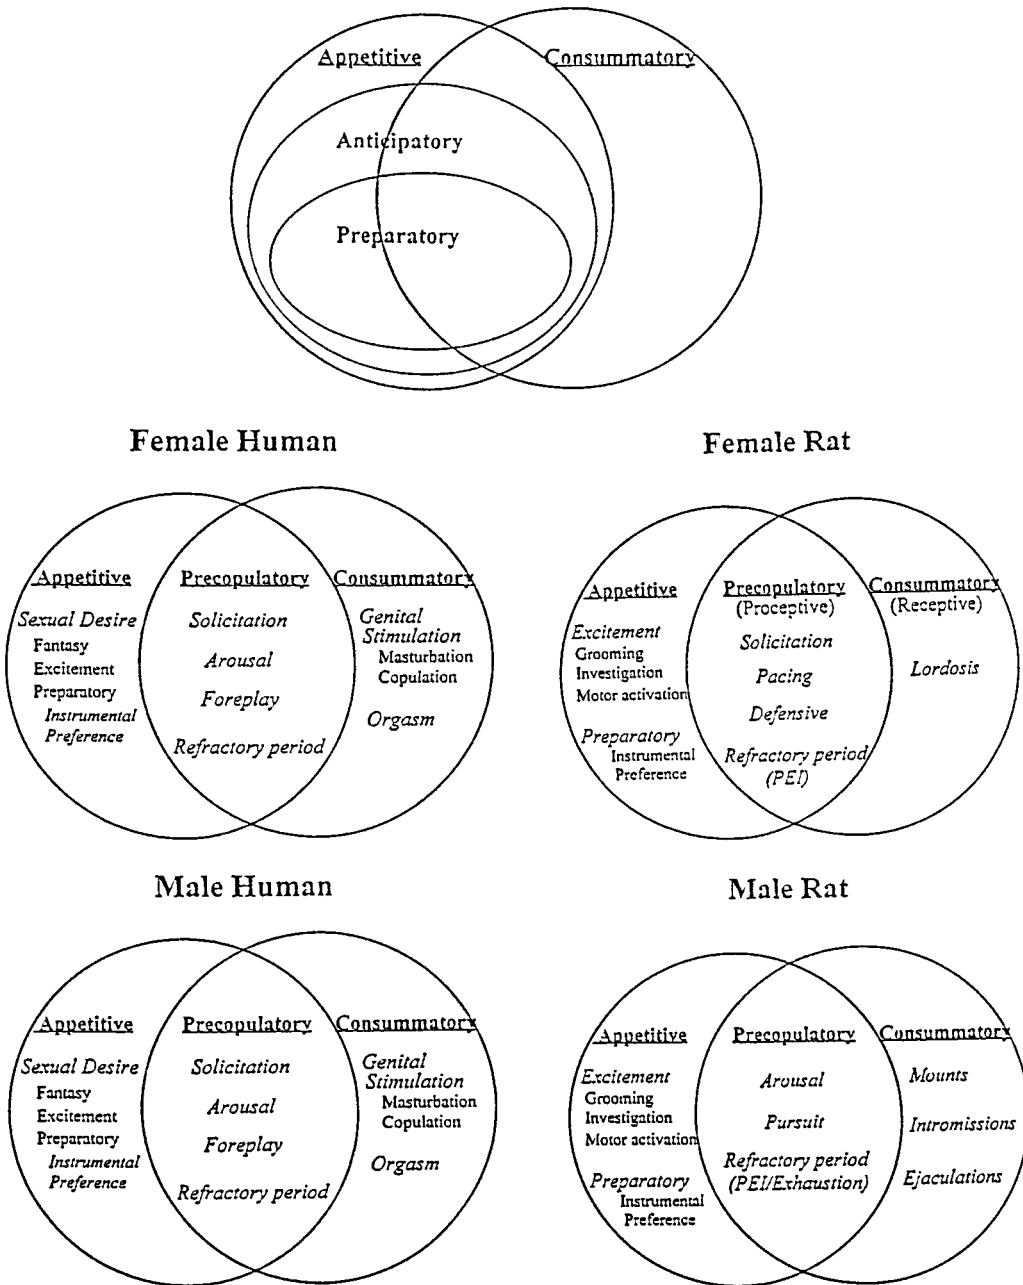 Appetitive
Consummatory
Anticipatory
Preparatory
Female Human
Appetitive
Sexual Desire
Fantasy
Excitement
Preparatory
Instrumental
Preference
Precopulatory
Solicitation
Arousal
Foreplay
Refractory period
Consummatory
Genital
Stimulation
Masturbation
Copulation
Orgasm
Female Rat
Appetitive
Excitement
Grooming
Investigation
Motor activation
Preparatory
Instrumental
Preference
Precopulatory
(Proceptive)
Solicitation
Pacing
Defensive
Refractory period
(PEI)
Consummatory
(Receptive)
Lordosis
Male Human
Appetitive
Sexual Desire
Fantasy
Excitement
Preparatory
Instrumental
Preference
Precopulatory
Solicitation
Arousal
Foreplay
Refractory period
Consummatory
Genital
Stimulation
Masturbation
Copulation
Orgasm
Male Rat
Appetitive
Excitement
Grooming
Investigation
Motor activation
Preparatory
Instrumental
Preference
Precopulatory
Arousal
Pursuit
Refractory period
(PEI/Exhaustion)
Consummatory
Mounts
Intromissions
Ejaculations